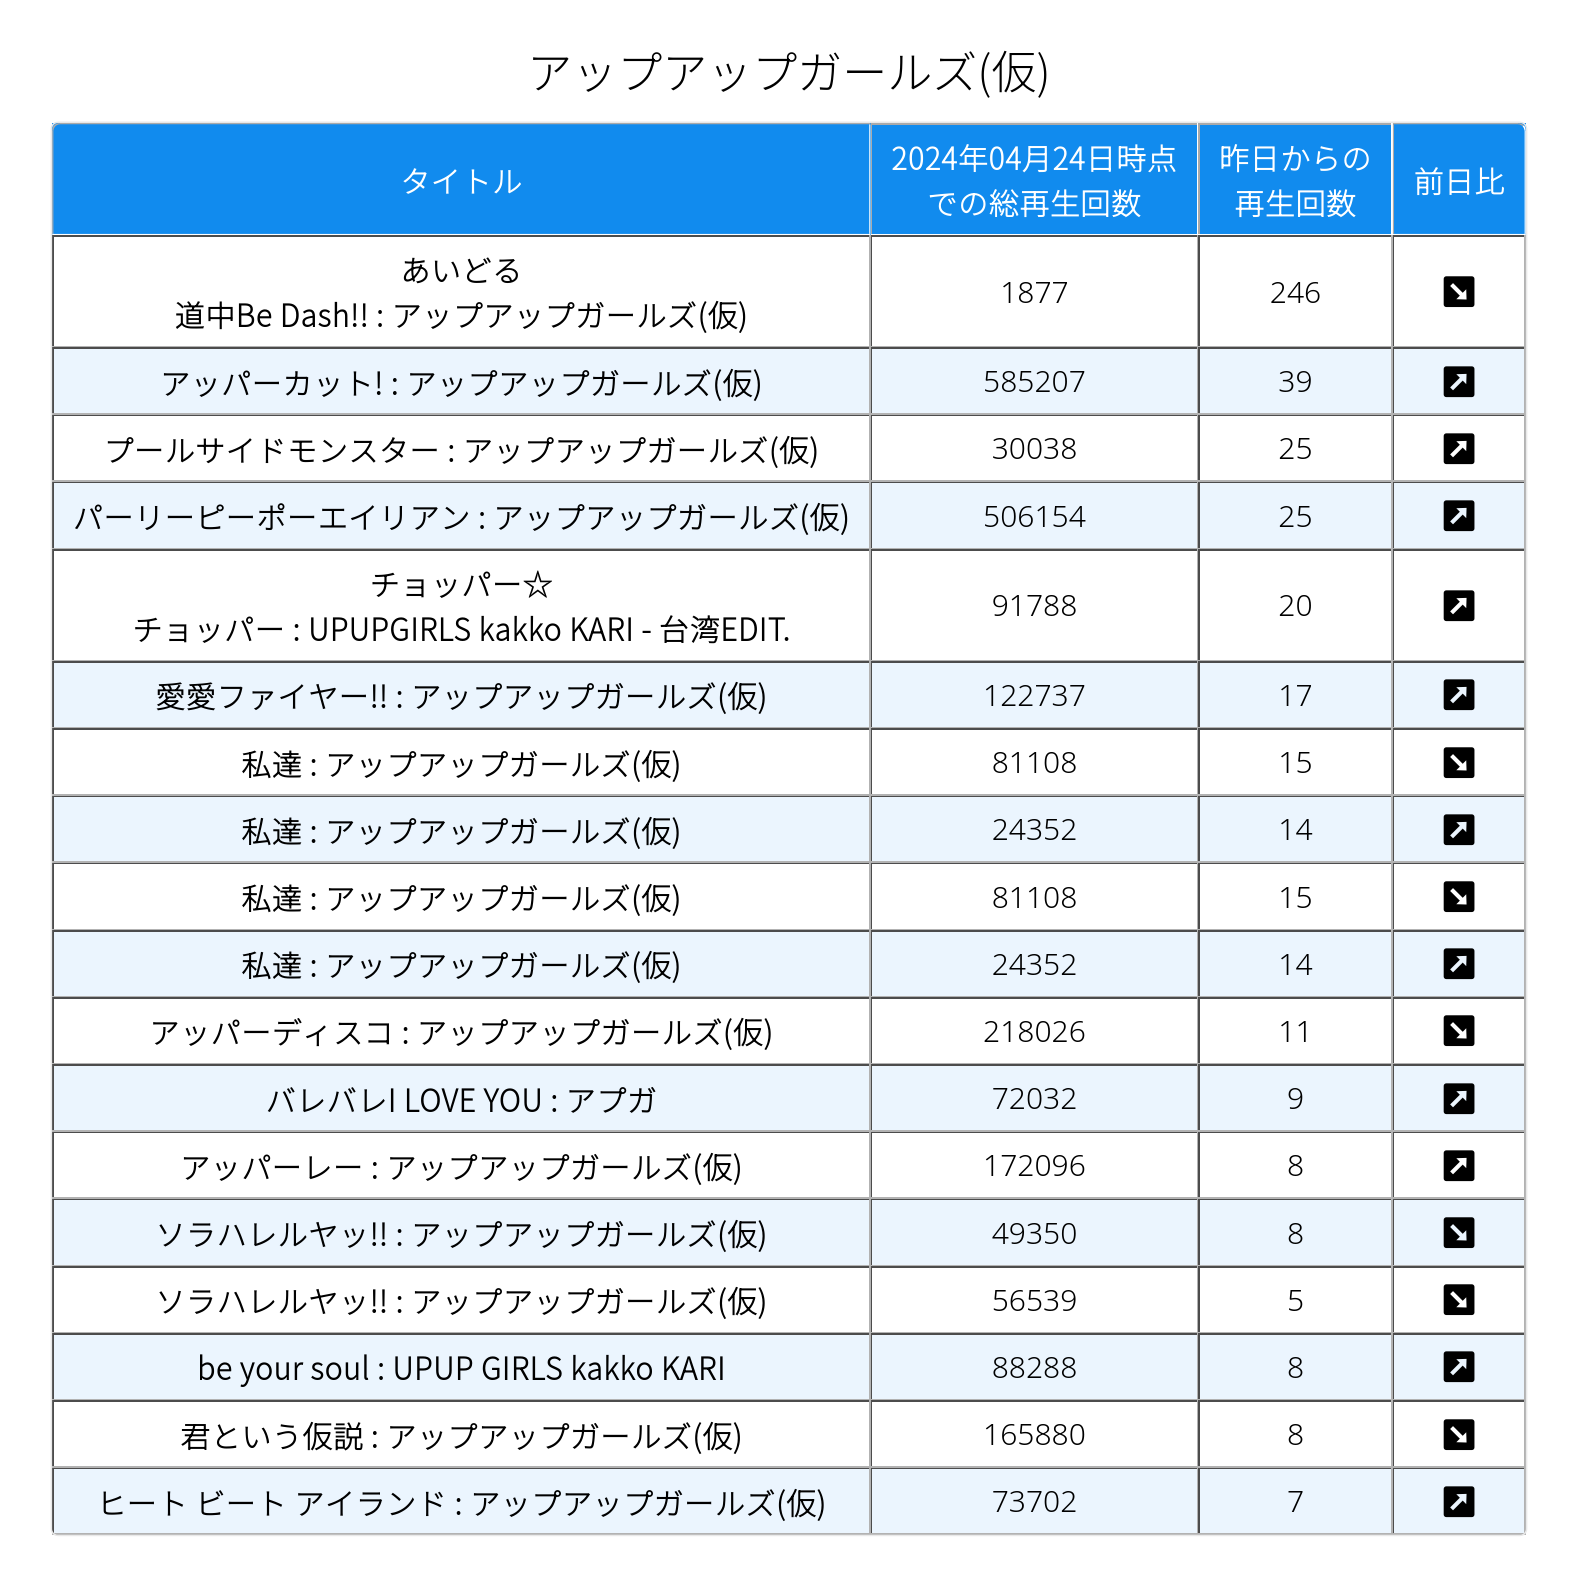 アップアップガールズ(仮)
タイトル
2024年04月24日時点
での総再生回数
昨日からの
再生回数
前日比
あいどる
道中Be Dash!! : アップアップガールズ(仮)
1877
246
アッパーカット! : アップアップガールズ(仮)
585207
39
プールサイドモンスター : アップアップガールズ(仮)
30038
25
パーリーピーポーエイリアン : アップアップガールズ(仮)
506154
25
チョッパー☆
チョッパー : UPUPGIRLS kakko KARI - 台湾EDIT.
91788
20
愛愛ファイヤー!! : アップアップガールズ(仮)
122737
17
私達 : アップアップガールズ(仮)
81108
15
私達 : アップアップガールズ(仮)
24352
14
私達 : アップアップガールズ(仮)
81108
15
私達 : アップアップガールズ(仮)
24352
14
アッパーディスコ : アップアップガールズ(仮)
218026
11
バレバレI LOVE YOU : アプガ
72032
9
アッパーレー : アップアップガールズ(仮)
172096
8
ソラハレルヤッ!! : アップアップガールズ(仮)
49350
8
ソラハレルヤッ!! : アップアップガールズ(仮)
56539
5
be your soul : UPUP GIRLS kakko KARI
88288
8
君という仮説 : アップアップガールズ(仮)
165880
8
ヒート ビート アイランド : アップアップガールズ(仮)
73702
7